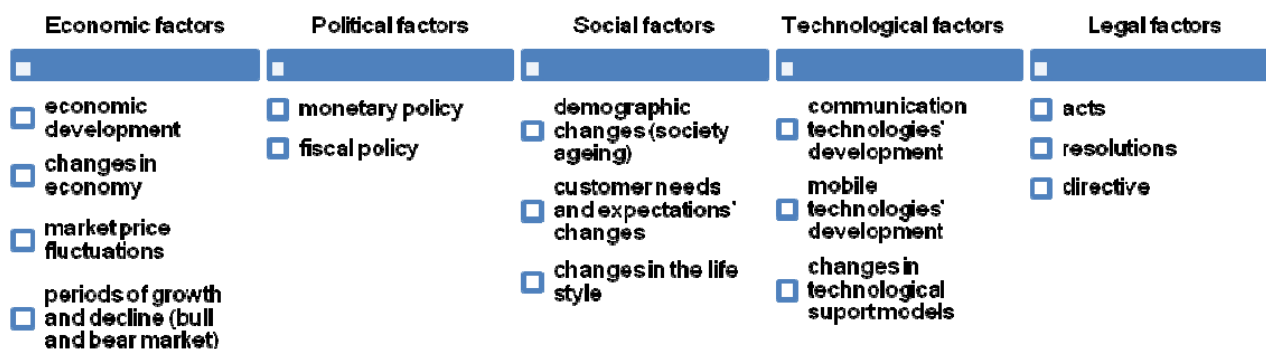 Economic factors
Political factors
Social factors
Technological factors
Legal factors
economic
development
changes in
economy
market price
fluctuations
periods of growth
and decline (bull
and bear market)
monetary policy
fiscal policy
demographic
changes (society
ageing)
customer needs
and expectations'
changes
changes in the life
style
communication
technologies'
development
mobile
technologies'
development
changes in
technological
suport models
acts
resolutions
directive